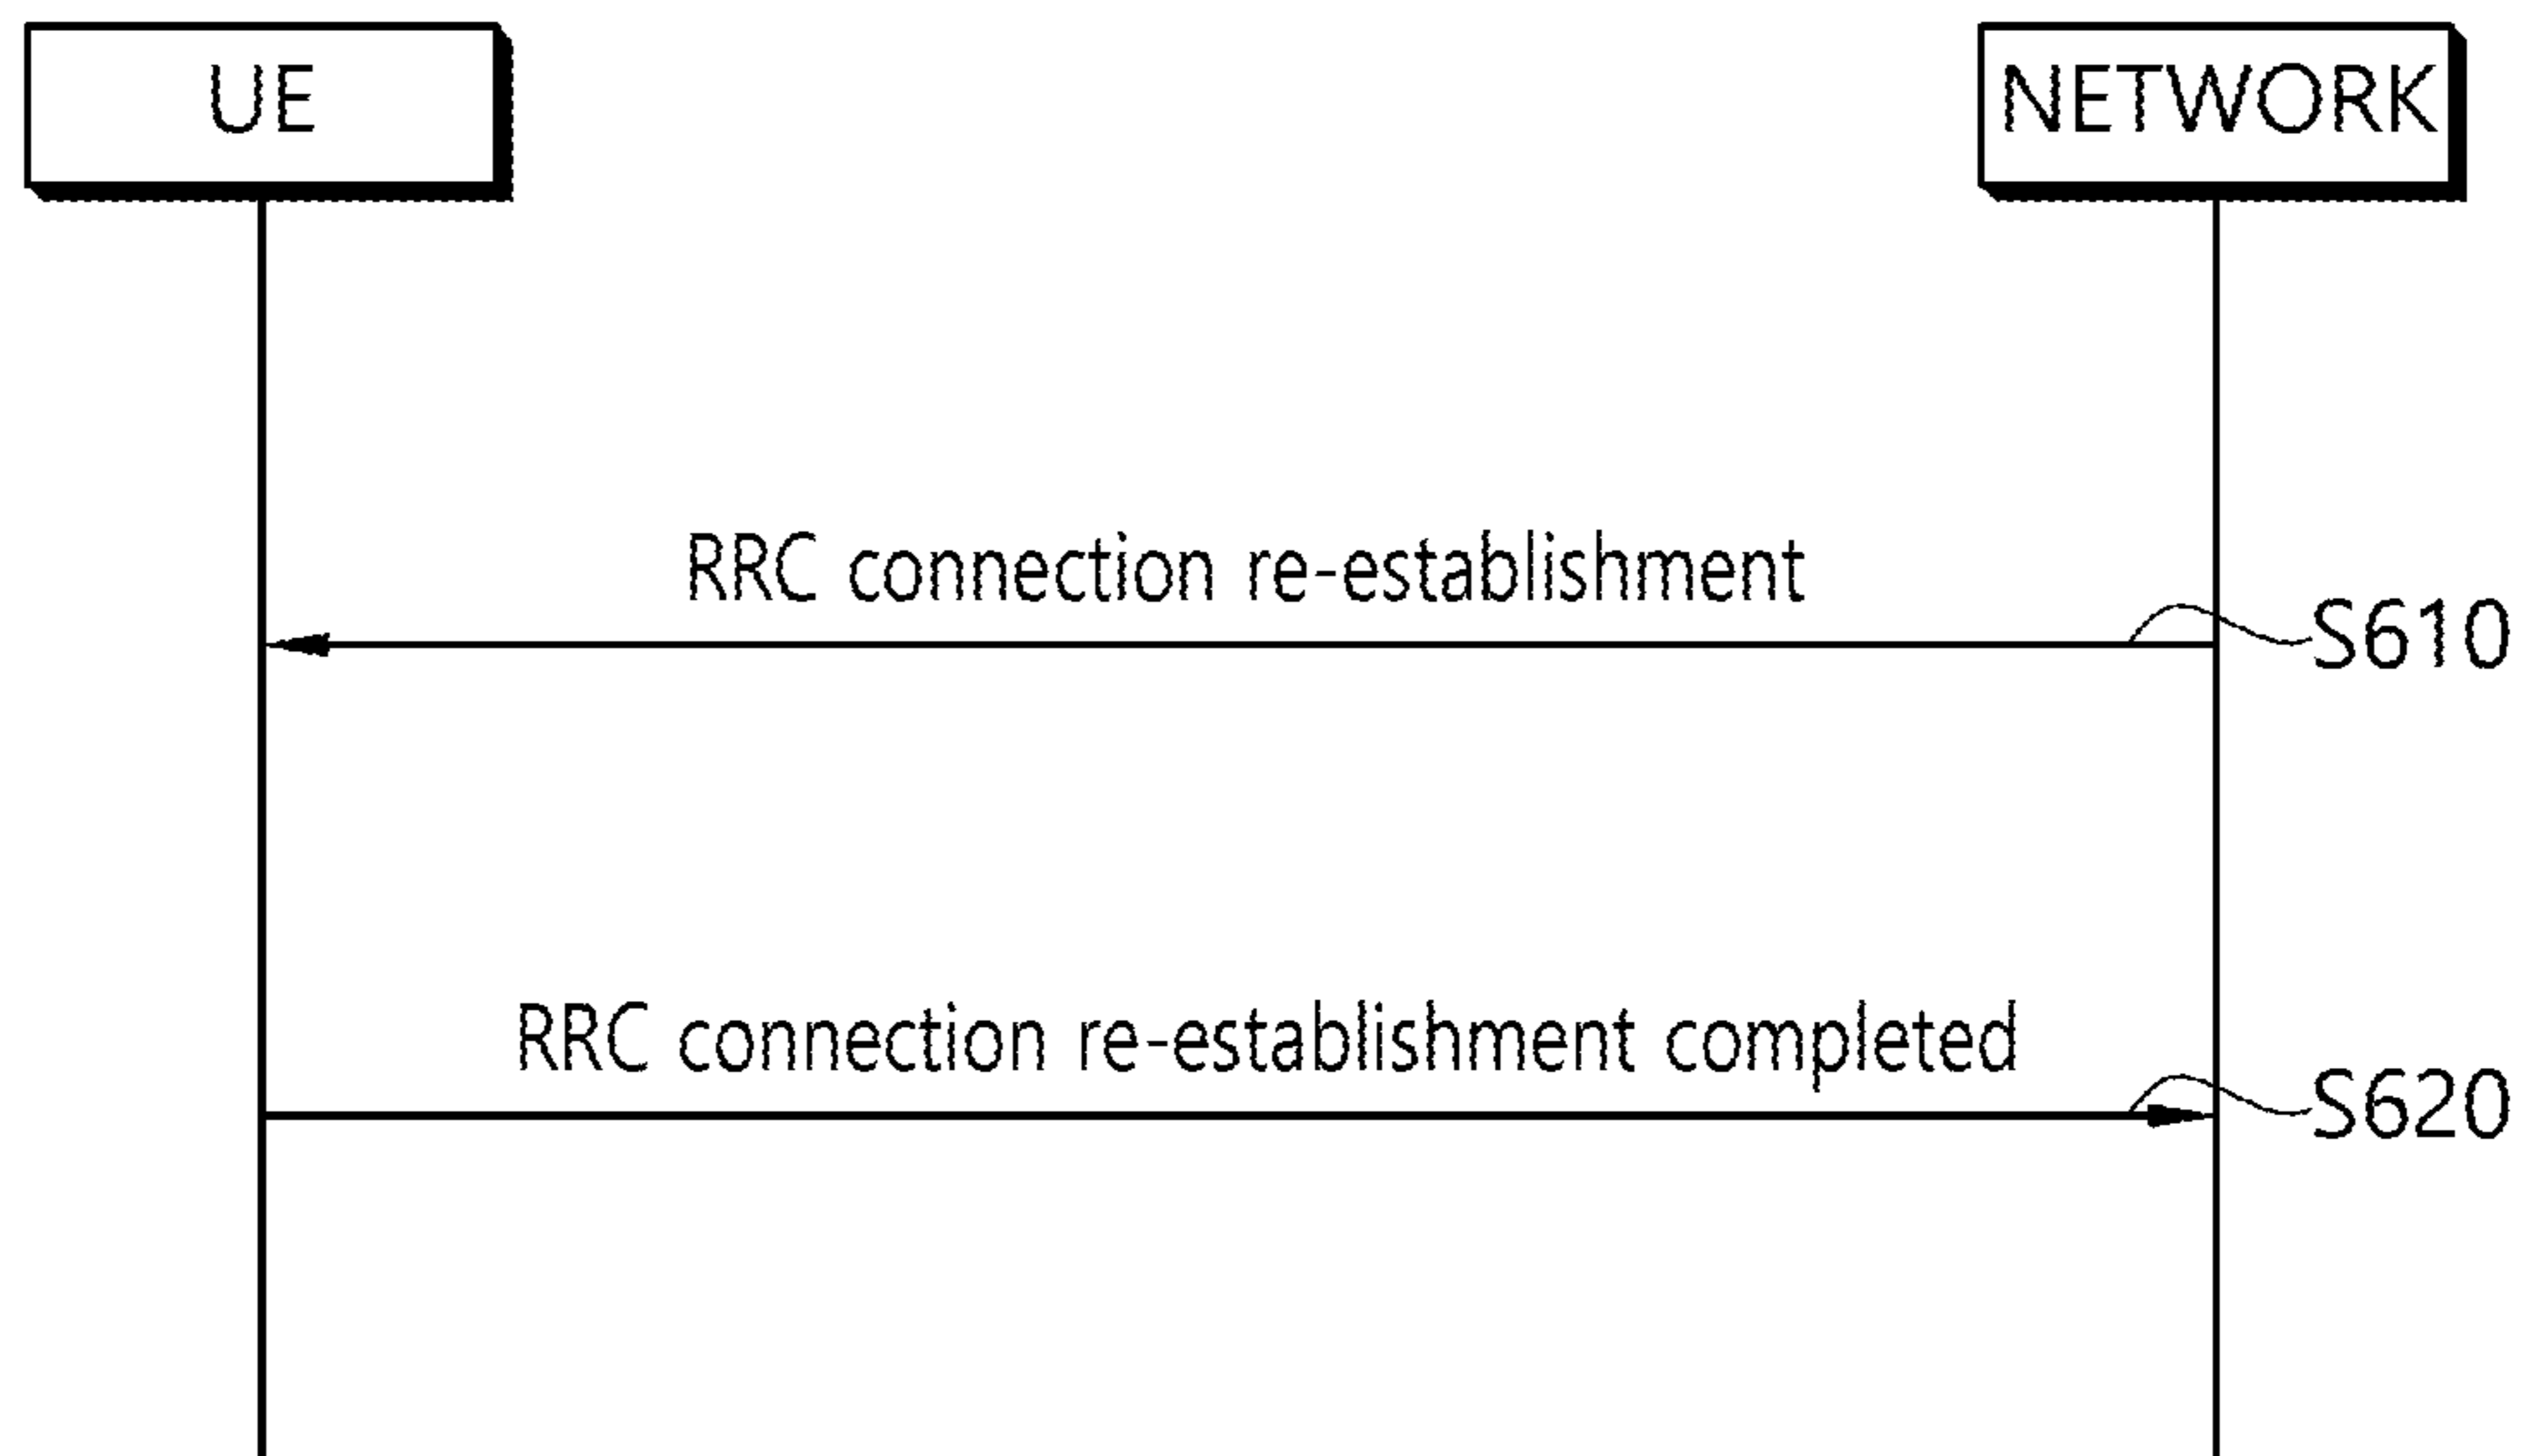 UE
NETWORK
RRC connection re-establishment
S610
RRC connection re-establishment completed
S620